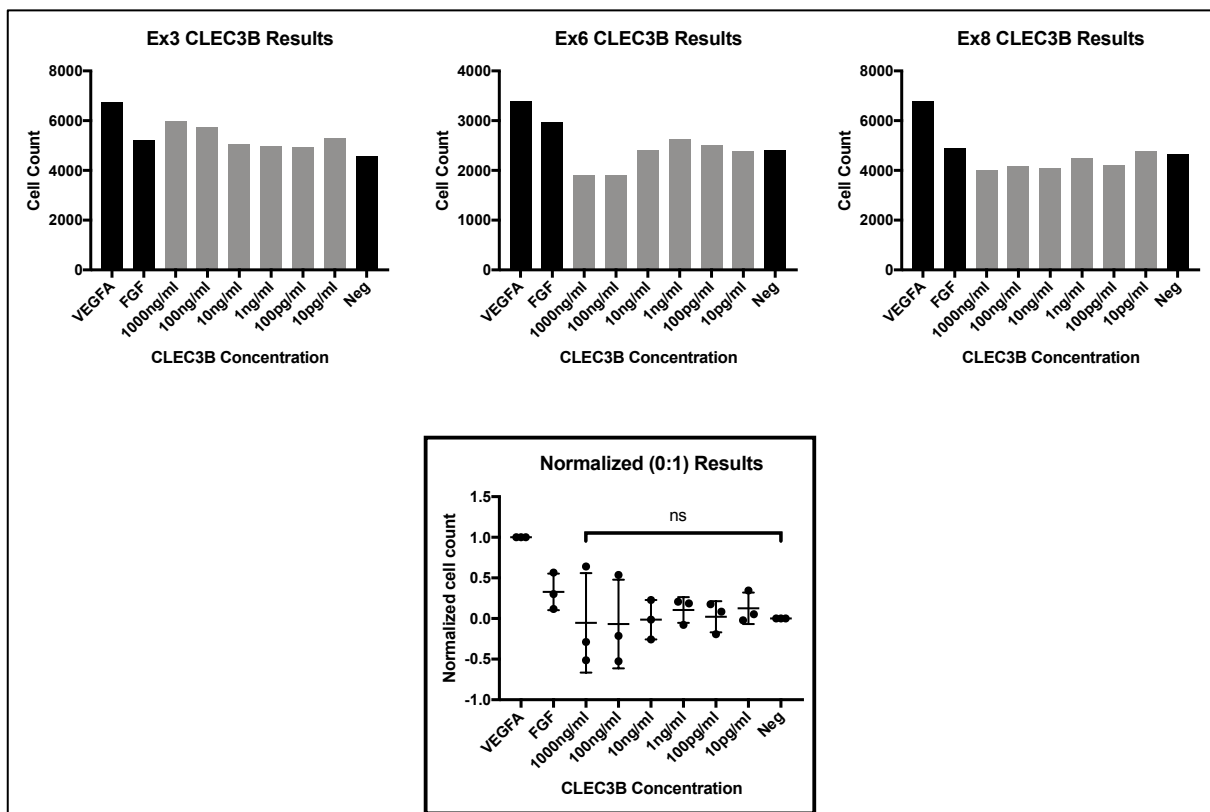 Ex3 CLEC3B Results
8000
6000
4000
2000
0
Cell Count
VEGFA
FGF
1000ng/ml
100ng/ml
10ng/ml
1ng/ml
100pg/ml
10pg/ml
Neg
CLEC3B Concentration
Ex6 CLEC3B Results
4000
3000
2000
1000
0
Cell Count
VEGFA
FGF
1000ng/ml
100ng/ml
10ng/ml
1ng/ml
100pg/ml
10pg/ml
Neg
CLEC3B Concentration
Ex8 CLEC3B Results
8000
6000
4000
2000
0
Cell Count
VEGFA
FGF
1000ng/ml
100ng/ml
10ng/ml
1ng/ml
100pg/ml
10pg/ml
Neg
CLEC3B Concentration
Normalized (0:1) Results
1.5
1.0
0.5
0.0
-0.5
-1.0
Normalized cell count
ns
VEGFA
FGF
1000ng/ml
100ng/ml
10ng/ml
1ng/ml
100pg/ml
10pg/ml
Neg
CLEC3B Concentration